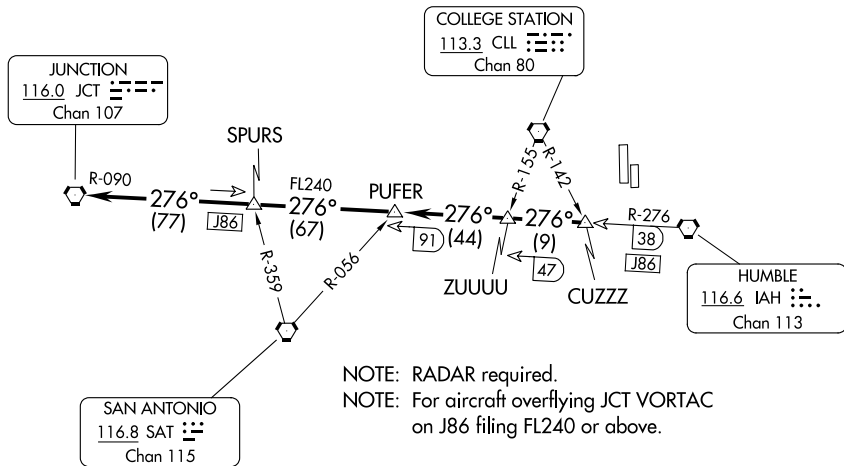 COLLEGE STATION
113.3 CLL
Chan 80
JUNCTION
116.0 JCT
Chan 107
SPURS
R-090
276°
(77)
J86
FL240
276°
(67)
PUFER
91
276°
(44)
R-155
R-142
276°
(9)
ZUUUU
47
CUZZZ
R-276
38
J86
HUMBLE
116.6 IAH
Chan 113
R-359
R-056
SAN ANTONIO
116.8 SAT
Chan 115
NOTE: RADAR required.
NOTE: For aircraft overflying JCT VORTAC
on J86 filing FL240 or above.